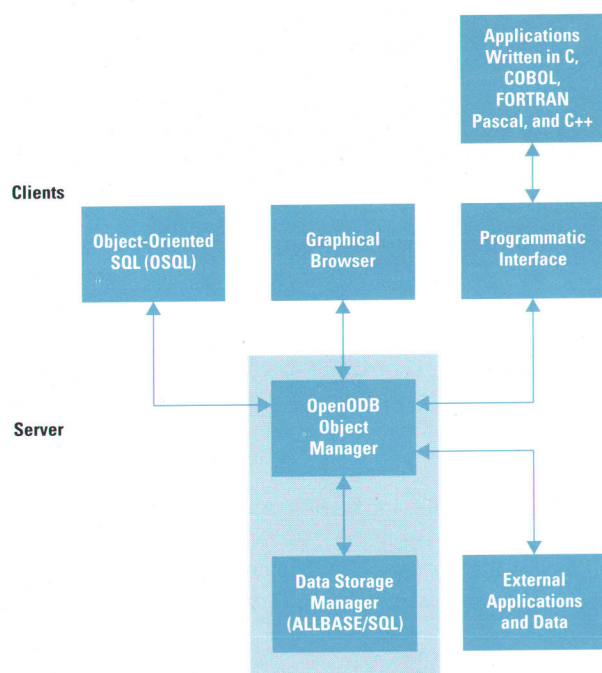 Applications
Written in C,
COBOL,
FORTRAN
Pascal, and C++
Clients
Object-Oriented
SQL (OSQL)
Graphical
Browser
Programmatic
Interface
Server
OpenODB
Object
Manager
Data Storage
Manager
(ALLBASE/SQL)
External
Applications
and Data